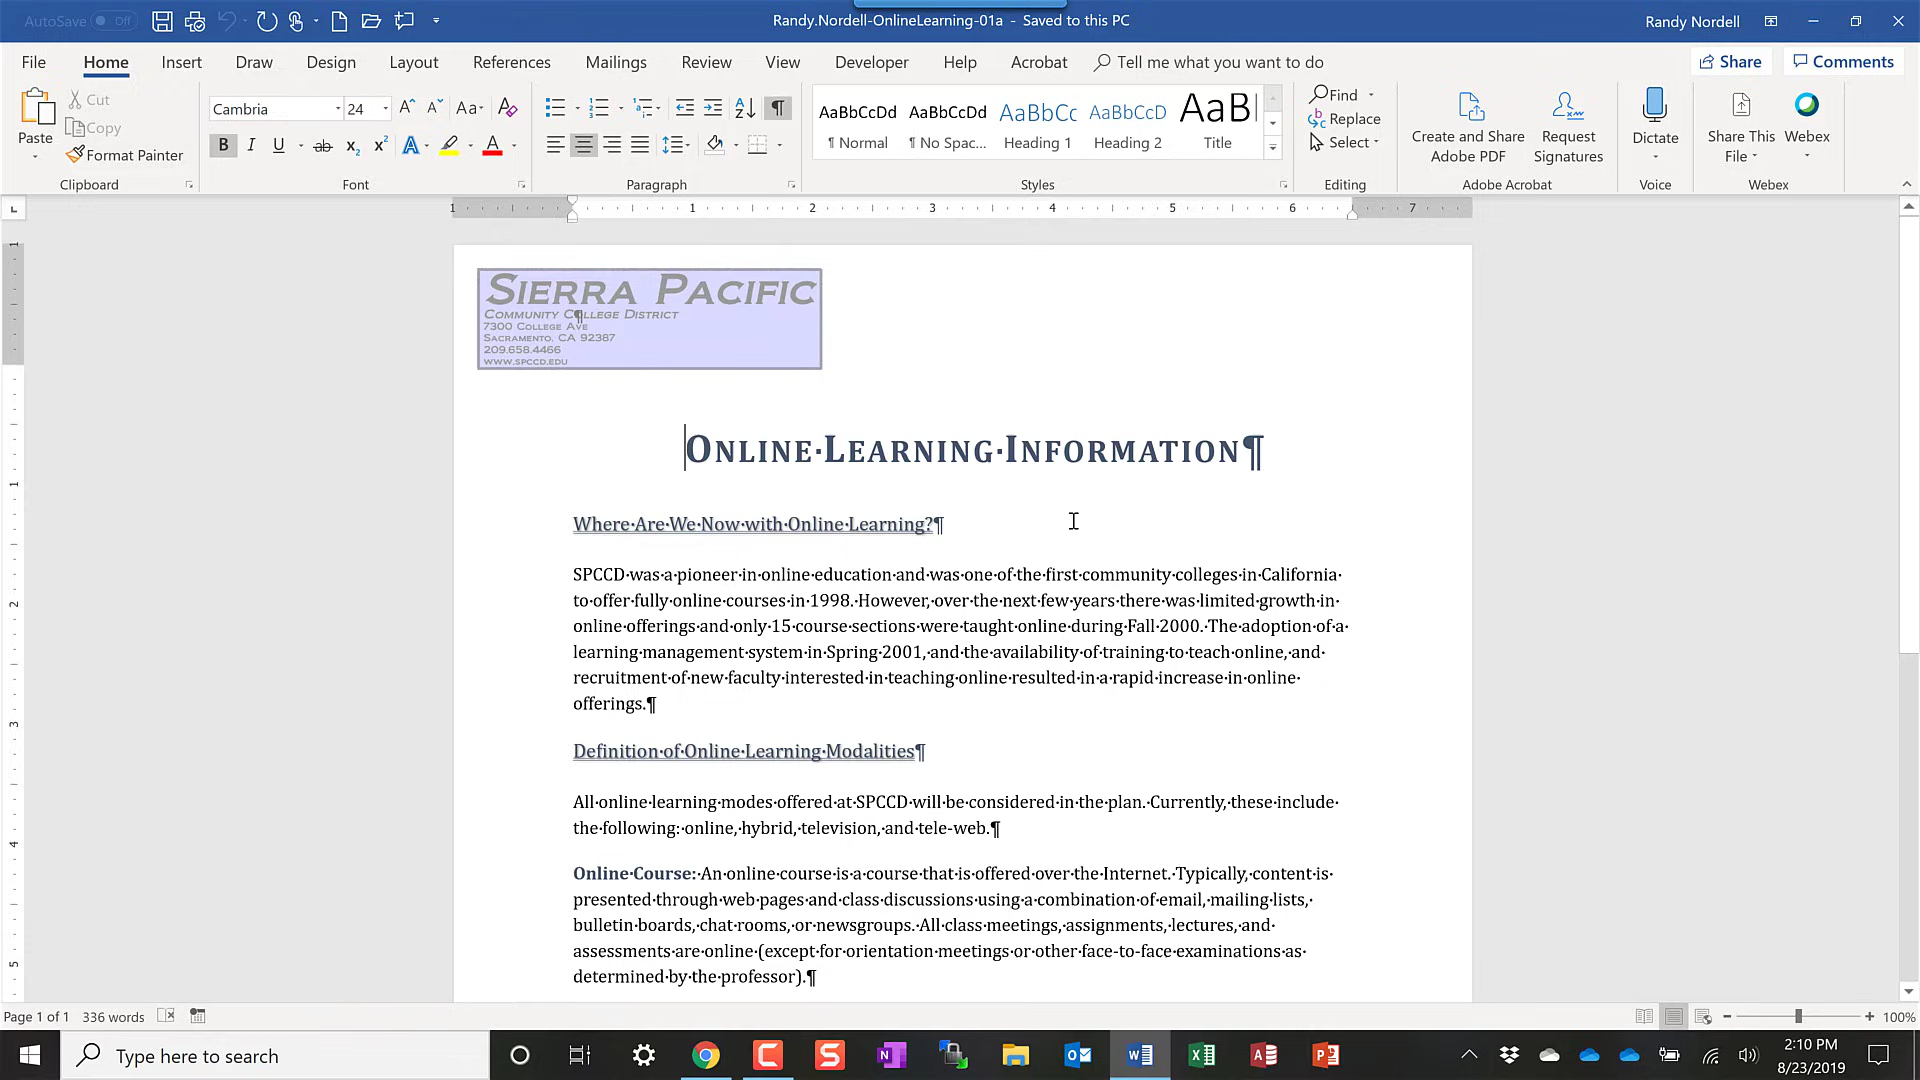 AutoSave Off
Randy.Nordell-OnlineLearning-01a - Saved to this PC
Randy Nordell
File Home Insert Draw Design Layout References Mailings Review View Developer Help Acrobat Tell me what you want to do Share Comments
Paste
Cut
Copy
Format Painter
Clipboard
Cambria 24
Font
Paragraph
AaBbCcDd AaBbCcDd AaBbCc AaBbCcD AaB
¶ Normal ¶ No Spac... Heading 1 Heading 2 Title
Styles
Find
Replace
Select
Editing
Create and Share
Adobe PDF
Request
Signatures
Adobe Acrobat
Dictate
Voice
Share This
File
Webex
Webex
1 1 2 3 4 5 6 7
Sierra Pacific
Community College District
7300 College Ave
Sacramento, CA 92387
209.658.4466
www.spccd.edu
Online·Learning·Information¶
Where·Are·We·Now·with·Online·Learning?¶
SPCCD·was·a·pioneer·in·online·education·and·was·one·of·the·first·community·colleges·in·California·
to·offer·fully·online·courses·in·1998.·However,·over·the·next·few·years·there·was·limited·growth·in·
online·offerings·and·only·15·course·sections·were·taught·online·during·Fall·2000.·The·adoption·of·a·
learning·management·system·in·Spring·2001,·and·the·availability·of·training·to·teach·online,·and·
recruitment·of·new·faculty·interested·in·teaching·online·resulted·in·a·rapid·increase·in·online·
offerings.¶
Definition·of·Online·Learning·Modalities¶
All·online·learning·modes·offered·at·SPCCD·will·be·considered·in·the·plan.·Currently,·these·include·
the·following:·online,·hybrid,·television,·and·tele-web.¶
Online·Course:·An·online·course·is·a·course·that·is·offered·over·the·Internet.·Typically,·content·is·
presented·through·web·pages·and·class·discussions·using·a·combination·of·email,·mailing·lists,·
bulletin·boards,·chat·rooms,·or·newsgroups.·All·class·meetings,·assignments,·lectures,·and·
assessments·are·online·(except·for·orientation·meetings·or·other·face-to-face·examinations·as·
determined·by·the·professor).¶
Page 1 of 1 336 words
100%
Type here to search
2:10 PM
8/23/2019